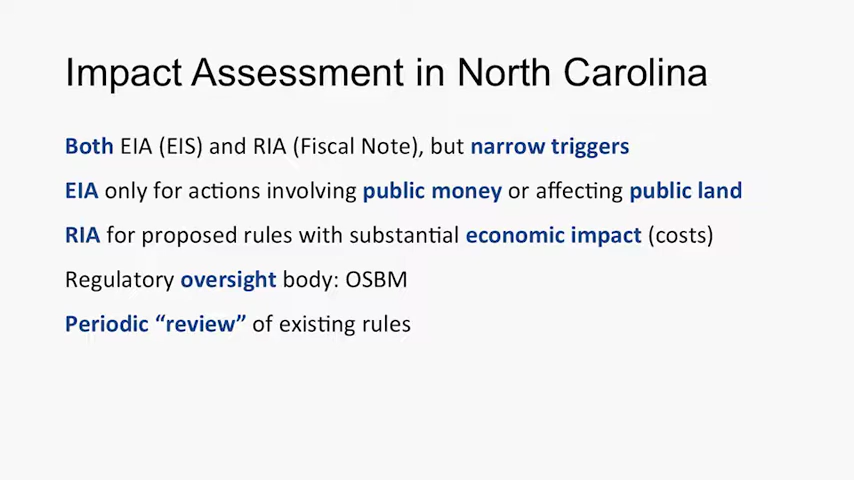 Impact Assessment in North Carolina
Both EIA (EIS) and RIA (Fiscal Note), but narrow triggers
EIA only for actions involving public money or affecting public land
RIA for proposed rules with substantial economic impact (costs)
Regulatory oversight body: OSBM
Periodic “review” of existing rules